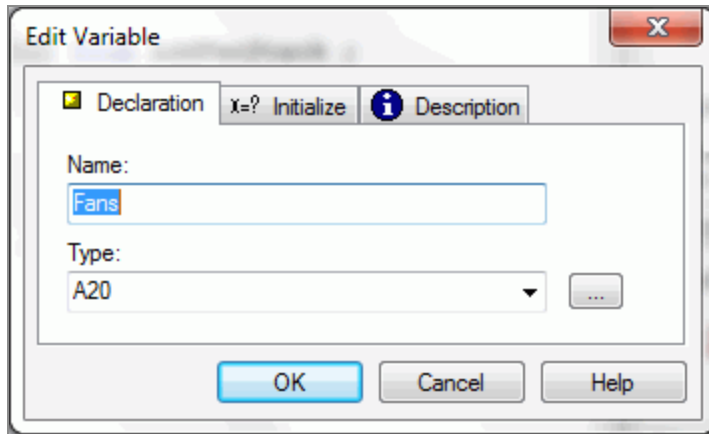 Edit Variable
Declaration
x=? Initialize
i Description
Name:
Fans
Type:
A20
...
OK Cancel Help